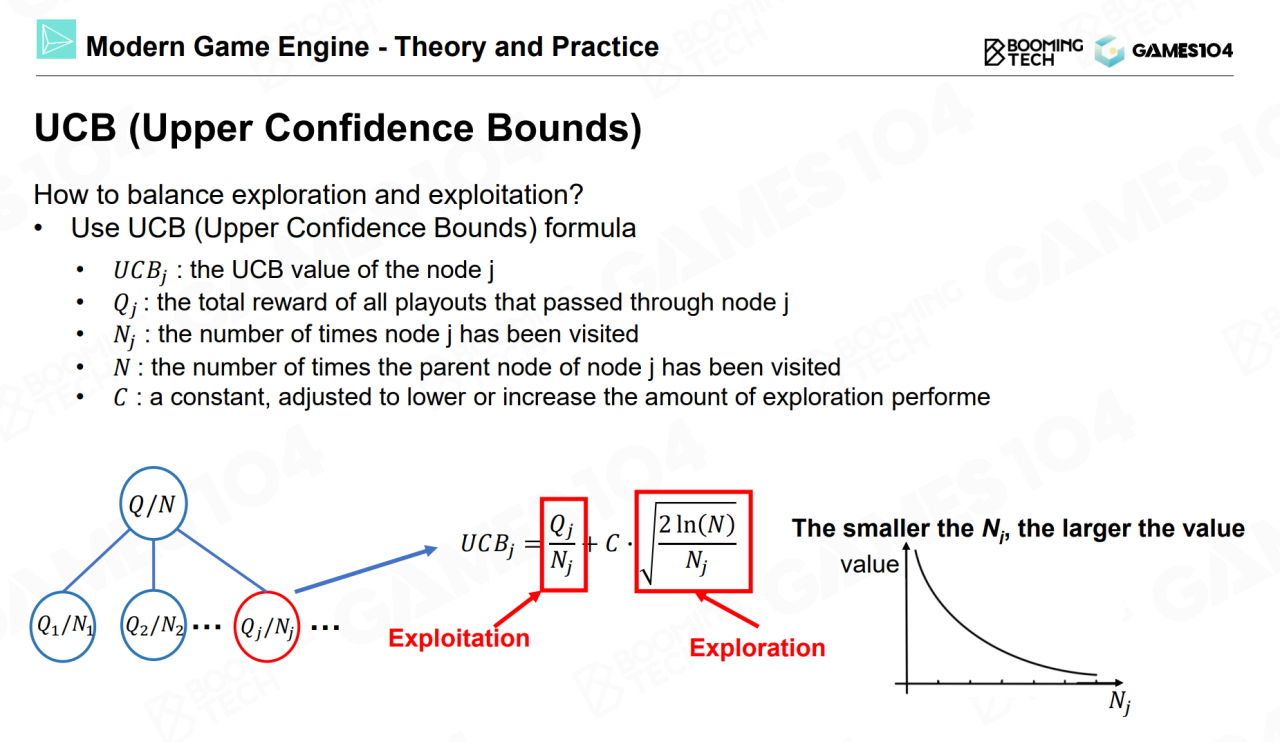 Modern Game Engine - Theory and Practice
BOOMING TECH
GAMES104
UCB (Upper Confidence Bounds)
How to balance exploration and exploitation?
• Use UCB (Upper Confidence Bounds) formula
• UCB_j : the UCB value of the node j
• Q_j : the total reward of all playouts that passed through node j
• N_j : the number of times node j has been visited
• N : the number of times the parent node of node j has been visited
• C : a constant, adjusted to lower or increase the amount of exploration performe
Q/N
Q_1/N_1
Q_2/N_2
...
Q_j/N_j
...
UCB_j = Q_j/N_j + C · √(2 ln(N)/N_j)
Exploitation
Exploration
The smaller the N_j, the larger the value
value
N_j